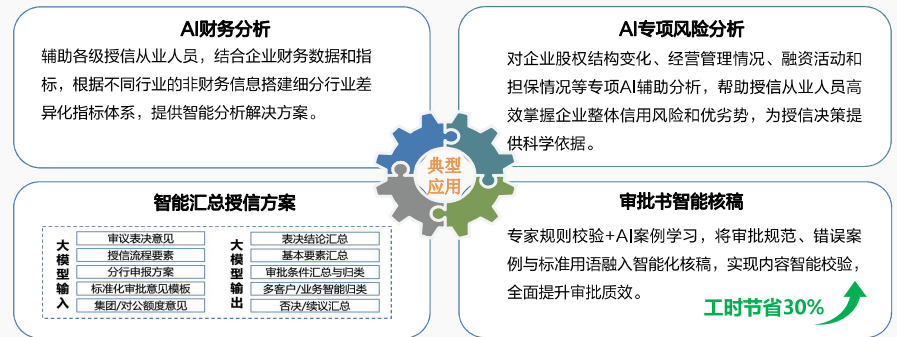 AI财务分析
辅助各级授信从业人员，结合企业财务数据和指
标，根据不同行业的非财务信息搭建细分行业差
异化指标体系，提供智能分析解决方案。
AI专项风险分析
对企业股权结构变化、经营管理情况、融资活动和
担保情况等专项AI辅助分析，帮助授信从业人员高
效掌握企业整体信用风险和优劣势，为授信决策提
供科学依据。
典型
应用
智能汇总授信方案
大模型输入
审议表决意见
授信流程要素
分行申报方案
标准化审批意见模板
集团/对公额度意见
大模型输出
表决结论汇总
基本要素汇总
审批条件汇总与归类
多客户/业务智能归类
否决/续议汇总
审批书智能核稿
专家规则校验+AI案例学习，将审批规范、错误案
例与标准用语融入智能化核稿，实现内容智能校验，
全面提升审批质效。
工时节省30%